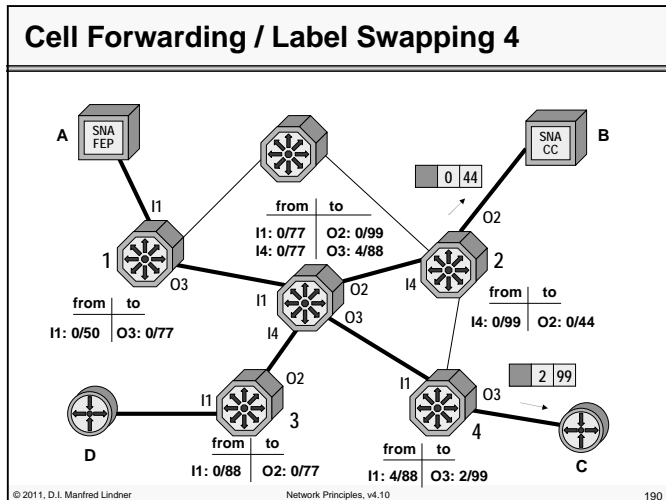 Cell Forwarding / Label Swapping 4
A
SNA
FEP
SNA
CC
B
0 44
I1
from to
I1: 0/77 O2: 0/99
I4: 0/77 O3: 4/88
O2
1
O3
2
I1
O2
I4
I4
O3
from to
I1: 0/50 O3: 0/77
from to
I4: 0/99 O2: 0/44
2 99
O2
I1
3
I1
O3
4
D
C
from to
I1: 0/88 O2: 0/77
from to
I1: 4/88 O3: 2/99
© 2011, D.I. Manfred Lindner
Network Principles, v4.10
190